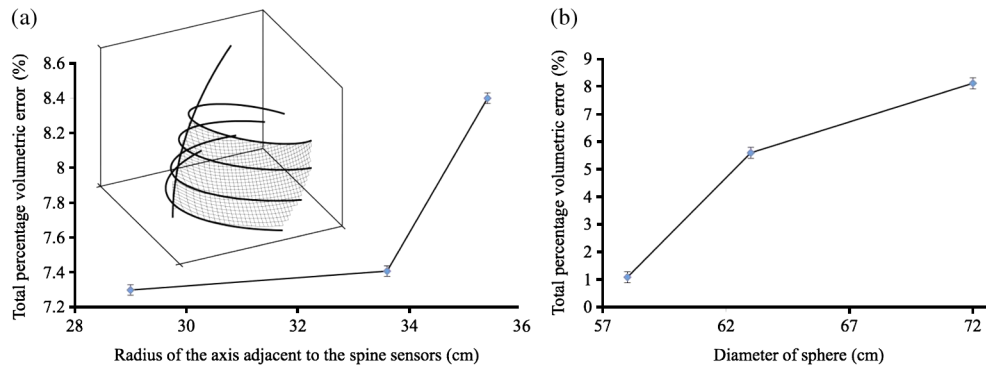 (a)
Total percentage volumetric error (%)
8.6
8.4
8.2
8
7.8
7.6
7.4
7.2
28 30 32 34 36
Radius of the axis adjacent to the spine sensors (cm)
(b)
Total percentage volumetric error (%)
9
8
7
6
5
4
3
2
1
0
57 62 67 72
Diameter of sphere (cm)